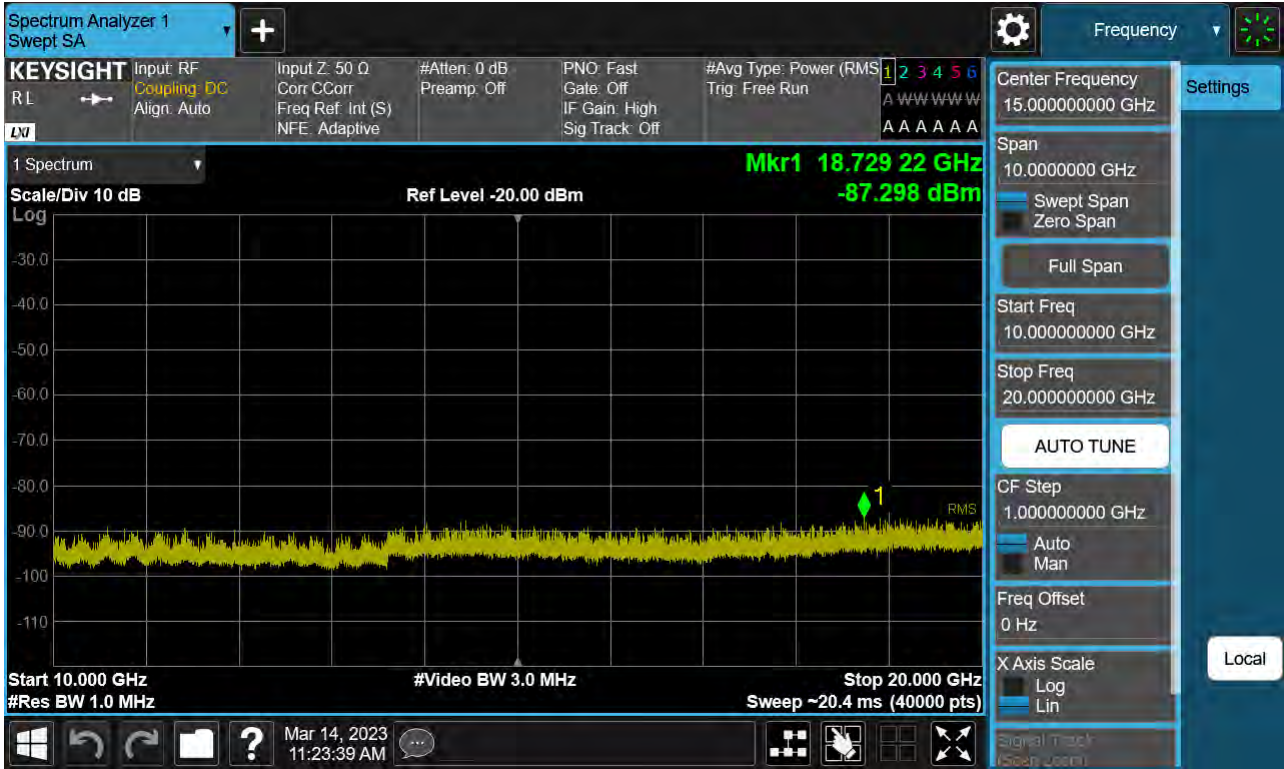 Spectrum Analyzer 1
Swept SA
Frequency
KEYSIGHT
RL
LXI
Input: RF
Coupling: DC
Align: Auto
Input Z: 50 Ω
Corr CCorr
Freq Ref: Int (S)
NFE: Adaptive
#Atten: 0 dB
Preamp: Off
PNO: Fast
Gate: Off
IF Gain: High
Sig Track: Off
#Avg Type: Power (RMS
Trig: Free Run
1 2 3 4 5 6
A W W W W W
A A A A A A
1 Spectrum
Mkr1 18.729 22 GHz
Scale/Div 10 dB
Ref Level -20.00 dBm
-87.298 dBm
Log
-30.0
-40.0
-50.0
-60.0
-70.0
-80.0
-90.0
-100
-110
1
RMS
Start 10.000 GHz
#Video BW 3.0 MHz
Stop 20.000 GHz
#Res BW 1.0 MHz
Sweep ~20.4 ms (40000 pts)
Center Frequency
15.000000000 GHz
Settings
Span
10.0000000 GHz
Swept Span
Zero Span
Full Span
Start Freq
10.000000000 GHz
Stop Freq
20.000000000 GHz
AUTO TUNE
CF Step
1.000000000 GHz
Auto
Man
Freq Offset
0 Hz
X Axis Scale
Log
Lin
Local
Signal Track
(Span Zoom)
?
Mar 14, 2023
11:23:39 AM